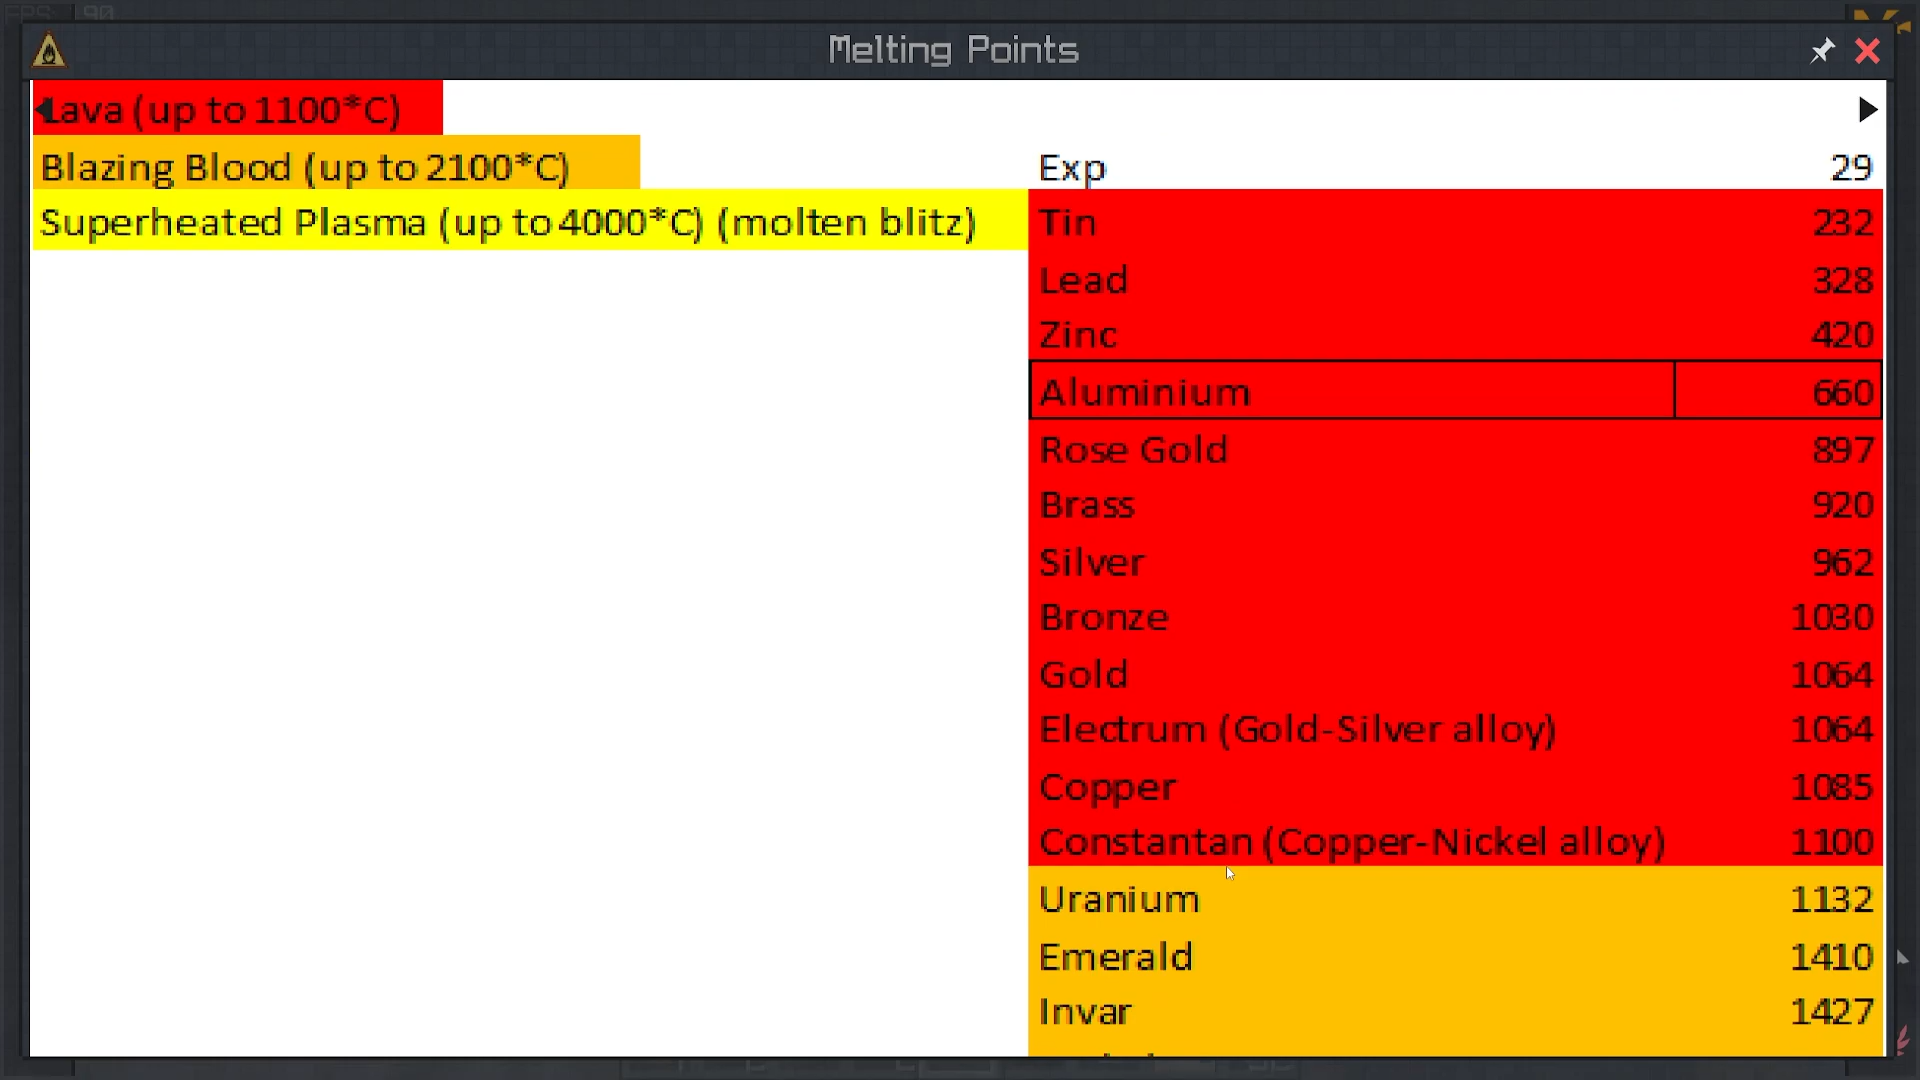 FPS 90
Melting Points
Lava (up to 1100*C)
Blazing Blood (up to 2100*C)
Exp 29
Superheated Plasma (up to 4000*C) (molten blitz)
Tin 232
Lead 328
Zinc 420
Aluminium 660
Rose Gold 897
Brass 920
Silver 962
Bronze 1030
Gold 1064
Electrum (Gold-Silver alloy) 1064
Copper 1085
Constantan (Copper-Nickel alloy) 1100
Uranium 1132
Emerald 1410
Invar 1427